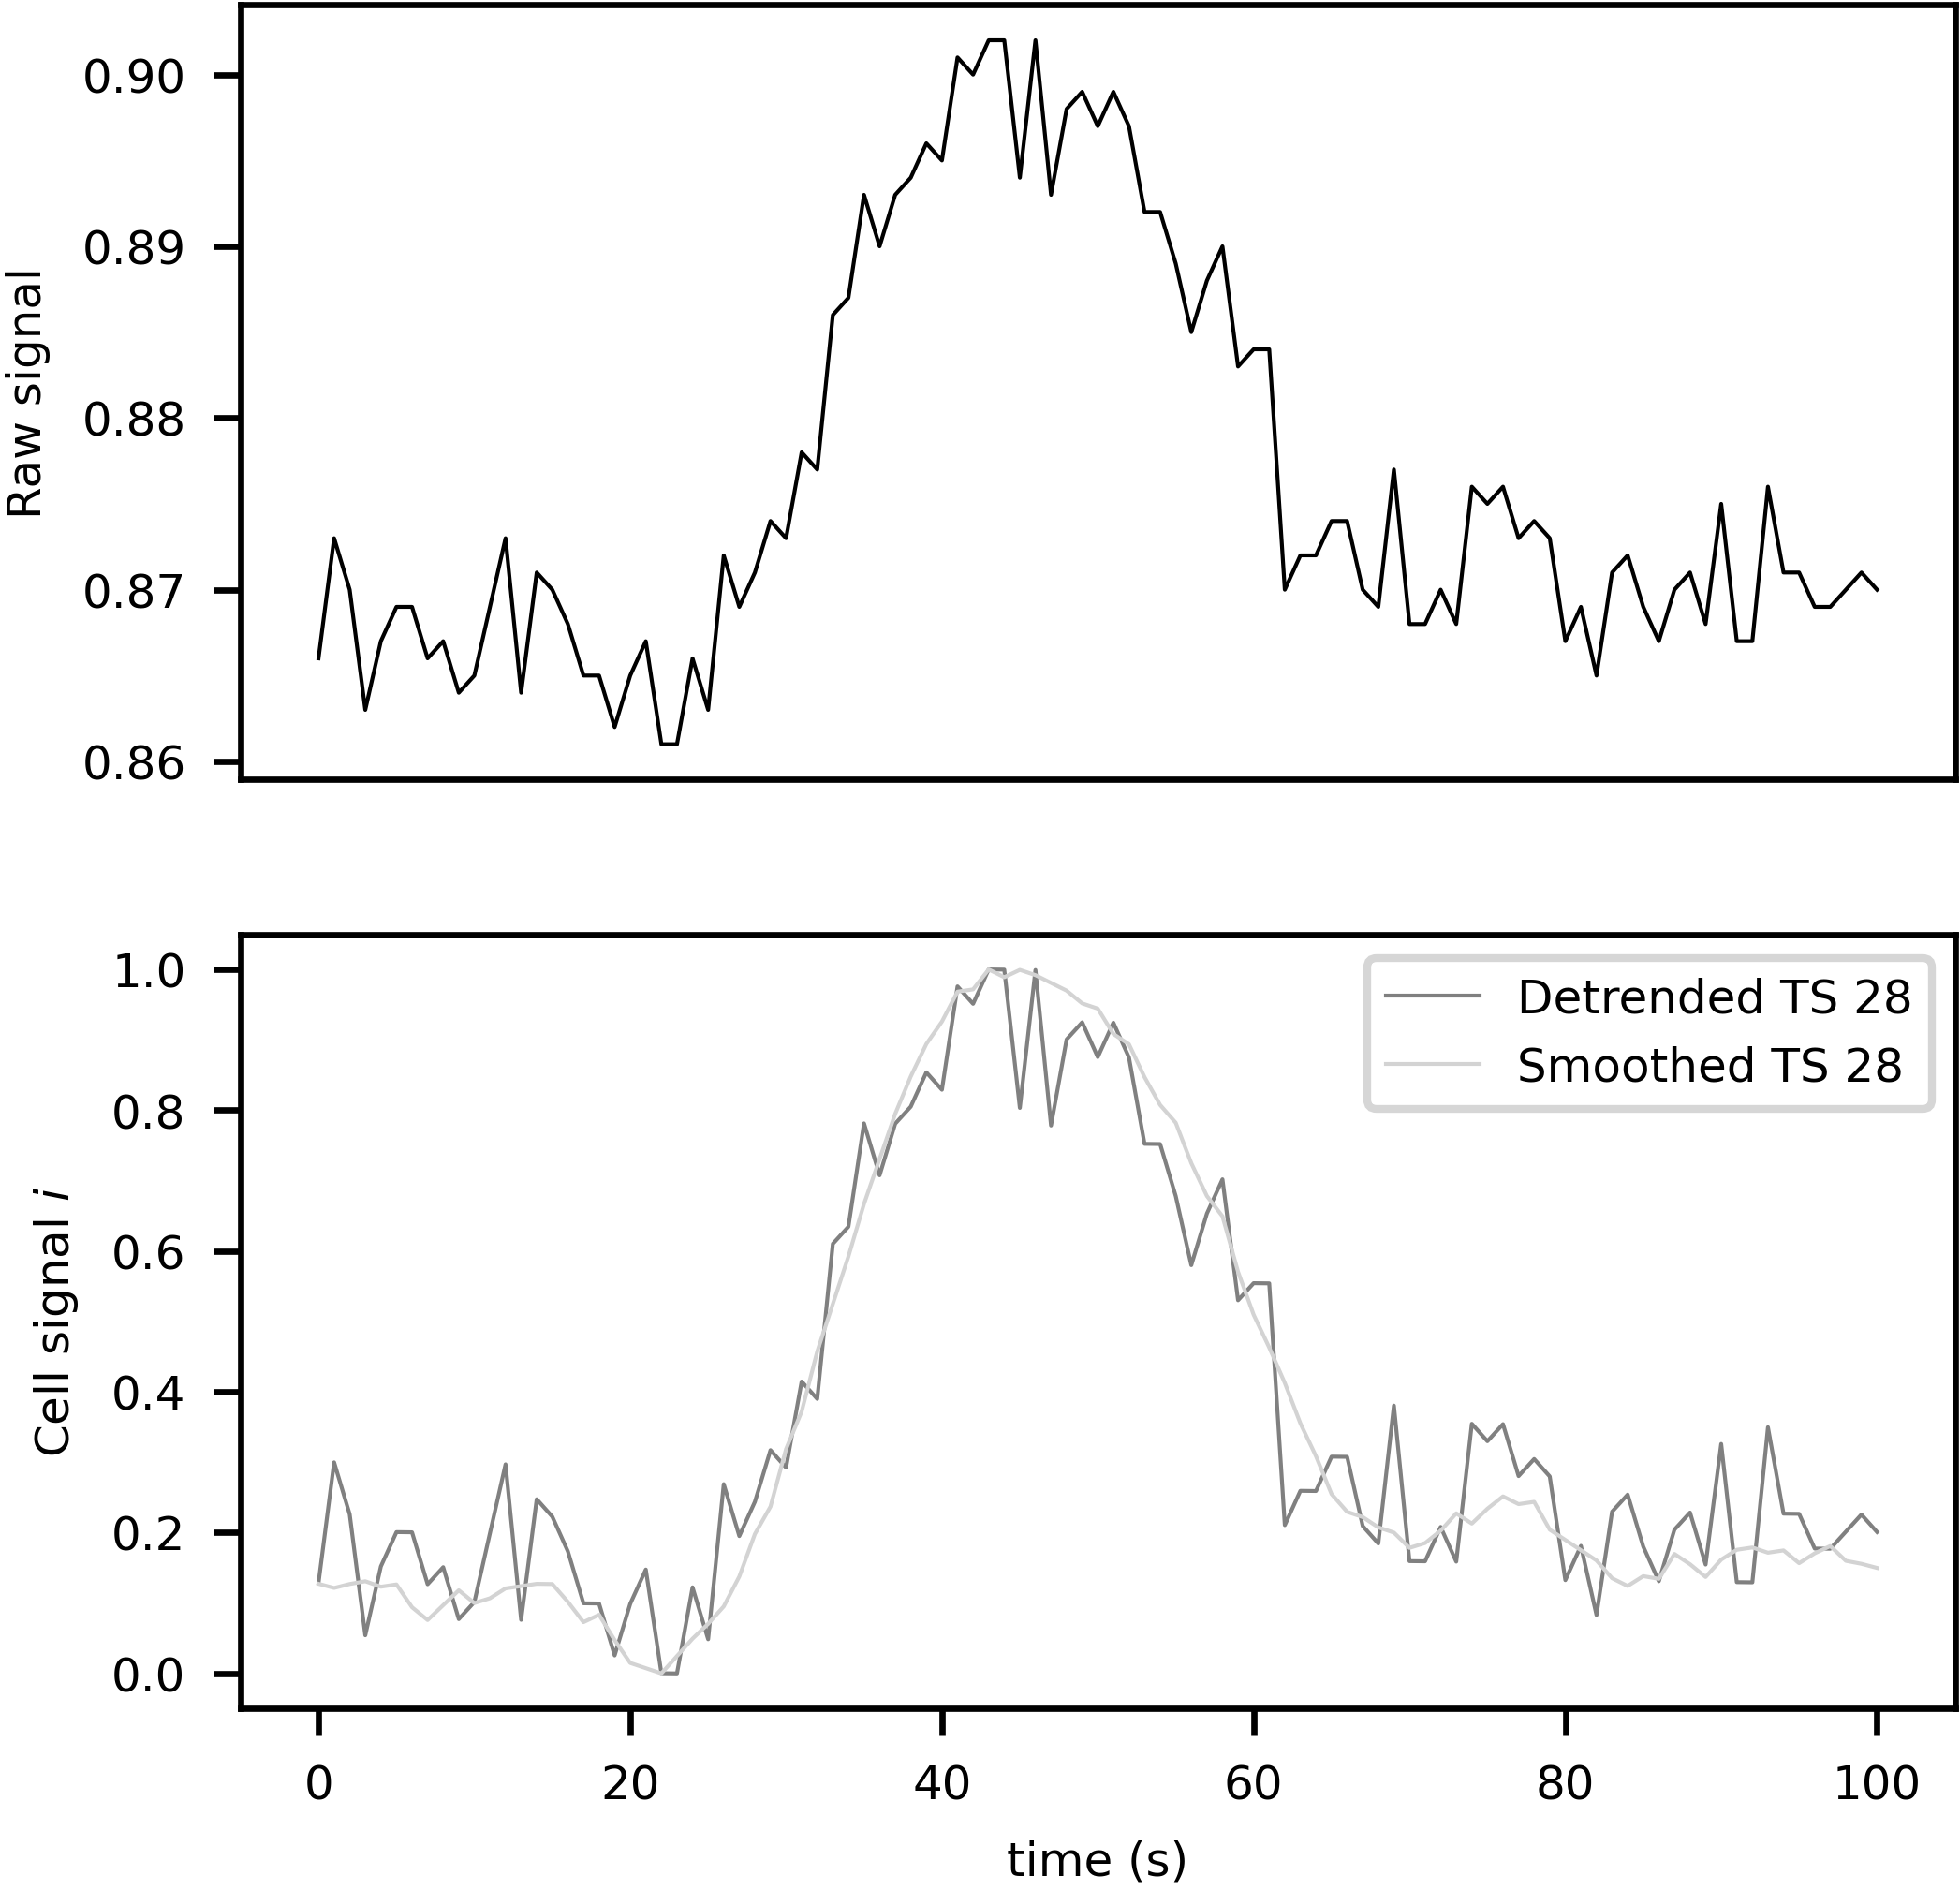 Raw signal
0.90
0.89
0.88
0.87
0.86
Cell signal i
1.0
0.8
0.6
0.4
0.2
0.0
Detrended TS 28
Smoothed TS 28
0 20 40 60 80 100
time (s)